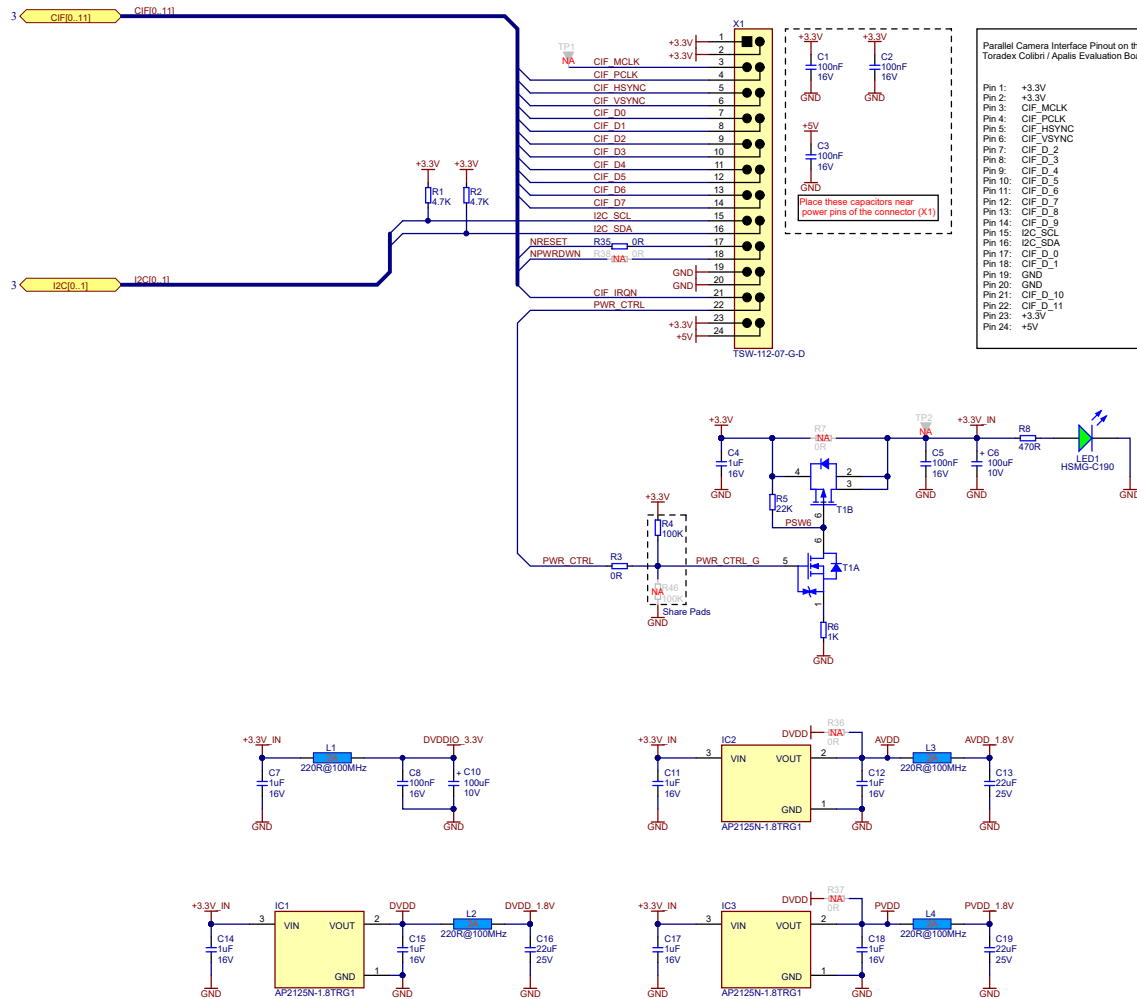 3
CIF[0..11]
CIF[0..11]
X1
TP1
NA
+3.3V
+3.3V
CIF_MCLK
CIF_PCLK
CIF_HSYNC
CIF_VSYNC
CIF_D0
CIF_D1
CIF_D2
CIF_D3
CIF_D4
CIF_D5
CIF_D6
CIF_D7
I2C_SCL
I2C_SDA
NRESET
R35
0R
NPWRDWN
R38
NA
0R
GND
GND
CIF_IRQN
PWR_CTRL
+3.3V
+5V
1
2
3
4
5
6
7
8
9
10
11
12
13
14
15
16
17
18
19
20
21
22
23
24
TSW-112-07-G-D
+3.3V
R1
4.7K
+3.3V
R2
4.7K
3
I2C[0..1]
I2C[0..1]
+3.3V
C1
100nF
16V
GND
+3.3V
C2
100nF
16V
GND
+5V
C3
100nF
16V
GND
Place these capacitors near
power pins of the connector (X1)
Parallel Camera Interface Pinout on th
Toradex Colibri / Apalis Evaluation Boa
Pin 1: +3.3V
Pin 2: +3.3V
Pin 3: CIF_MCLK
Pin 4: CIF_PCLK
Pin 5: CIF_HSYNC
Pin 6: CIF_VSYNC
Pin 7: CIF_D_2
Pin 8: CIF_D_3
Pin 9: CIF_D_4
Pin 10: CIF_D_5
Pin 11: CIF_D_6
Pin 12: CIF_D_7
Pin 13: CIF_D_8
Pin 14: CIF_D_9
Pin 15: I2C_SCL
Pin 16: I2C_SDA
Pin 17: CIF_D_0
Pin 18: CIF_D_1
Pin 19: GND
Pin 20: GND
Pin 21: CIF_D_10
Pin 22: CIF_D_11
Pin 23: +3.3V
Pin 24: +5V
+3.3V
C4
1uF
16V
GND
R7
NA
0R
4
2
3
R5
22K
T1B
6
PSW6
TP2
NA
C5
100nF
16V
GND
+3.3V_IN
+ C6
100uF
10V
GND
R8
470R
LED1
HSMG-C190
GND
PWR_CTRL
R3
0R
+3.3V
R4
100K
R46
NA
100K
Share Pads
GND
PWR_CTRL_G
5
6
T1A
1
R6
1K
GND
+3.3V_IN
L1
220R@100MHz
DVDDIO_3.3V
C7
1uF
16V
GND
C8
100nF
16V
+ C10
100uF
10V
GND
+3.3V_IN
C11
1uF
16V
GND
IC2
3
VIN
VOUT
2
GND
1
AP2125N-1.8TRG1
DVDD
R36
NA
0R
C12
1uF
16V
GND
AVDD
L3
220R@100MHz
AVDD_1.8V
C13
22uF
25V
GND
+3.3V_IN
C14
1uF
16V
GND
IC1
3
VIN
VOUT
2
GND
1
AP2125N-1.8TRG1
DVDD
C15
1uF
16V
GND
L2
220R@100MHz
DVDD_1.8V
C16
22uF
25V
GND
+3.3V_IN
C17
1uF
16V
GND
IC3
3
VIN
VOUT
2
GND
1
AP2125N-1.8TRG1
DVDD
R37
NA
0R
C18
1uF
16V
GND
PVDD
L4
220R@100MHz
PVDD_1.8V
C19
22uF
25V
GND